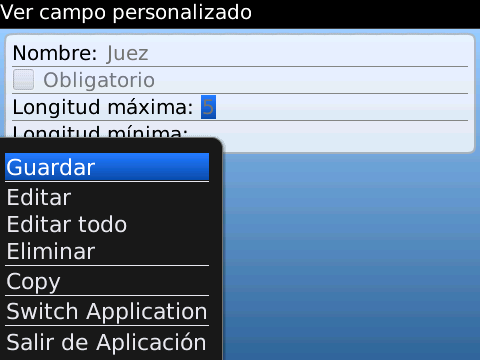 Ver campo personalizado
Nombre: Juez
Obligatorio
Longitud máxima: 5
Longitud mínima:
Guardar
Editar
Editar todo
Eliminar
Copy
Switch Application
Salir de Aplicación